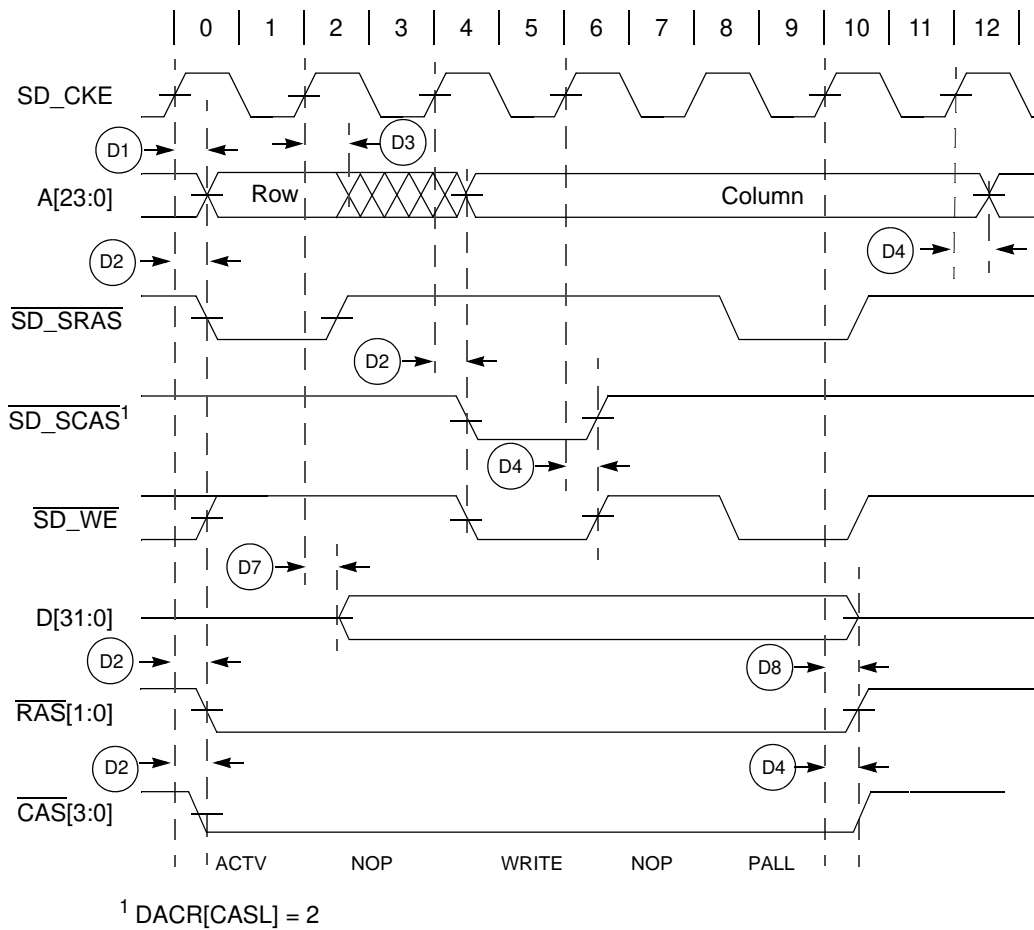 0 1 2 3 4 5 6 7 8 9 10 11 12
SD_CKE
D1 D3
A[23:0] Row Column
D2 D4
SD_SRAS
D2
SD_SCAS1
D4
SD_WE
D7
D[31:0]
D2 D8
RAS[1:0]
D2 D4
CAS[3:0]
ACTV NOP WRITE NOP PALL
1 DACR[CASL] = 2